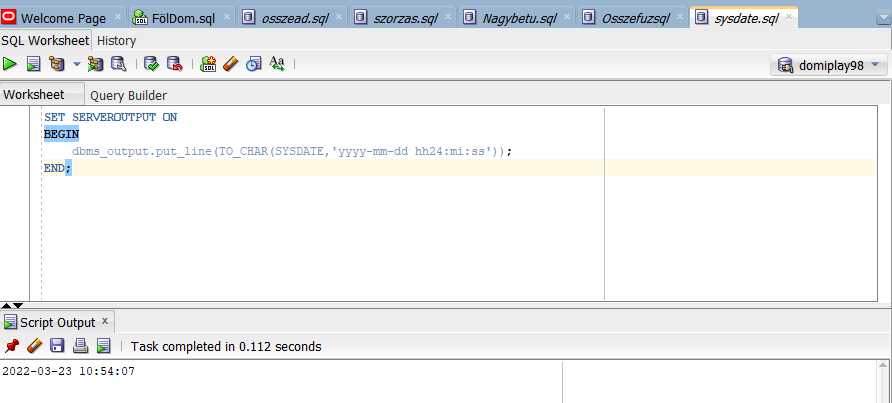 Welcome Page
FölDom.sql
osszead.sql
szorzas.sql
Nagybetu.sql
Osszefuzsql
sysdate.sql
SQL Worksheet History
domiplay98
Worksheet Query Builder
SET SERVEROUTPUT ON
BEGIN
dbms_output.put_line(TO_CHAR(SYSDATE,'yyyy-mm-dd hh24:mi:ss'));
END;
Script Output x
Task completed in 0.112 seconds
2022-03-23 10:54:07